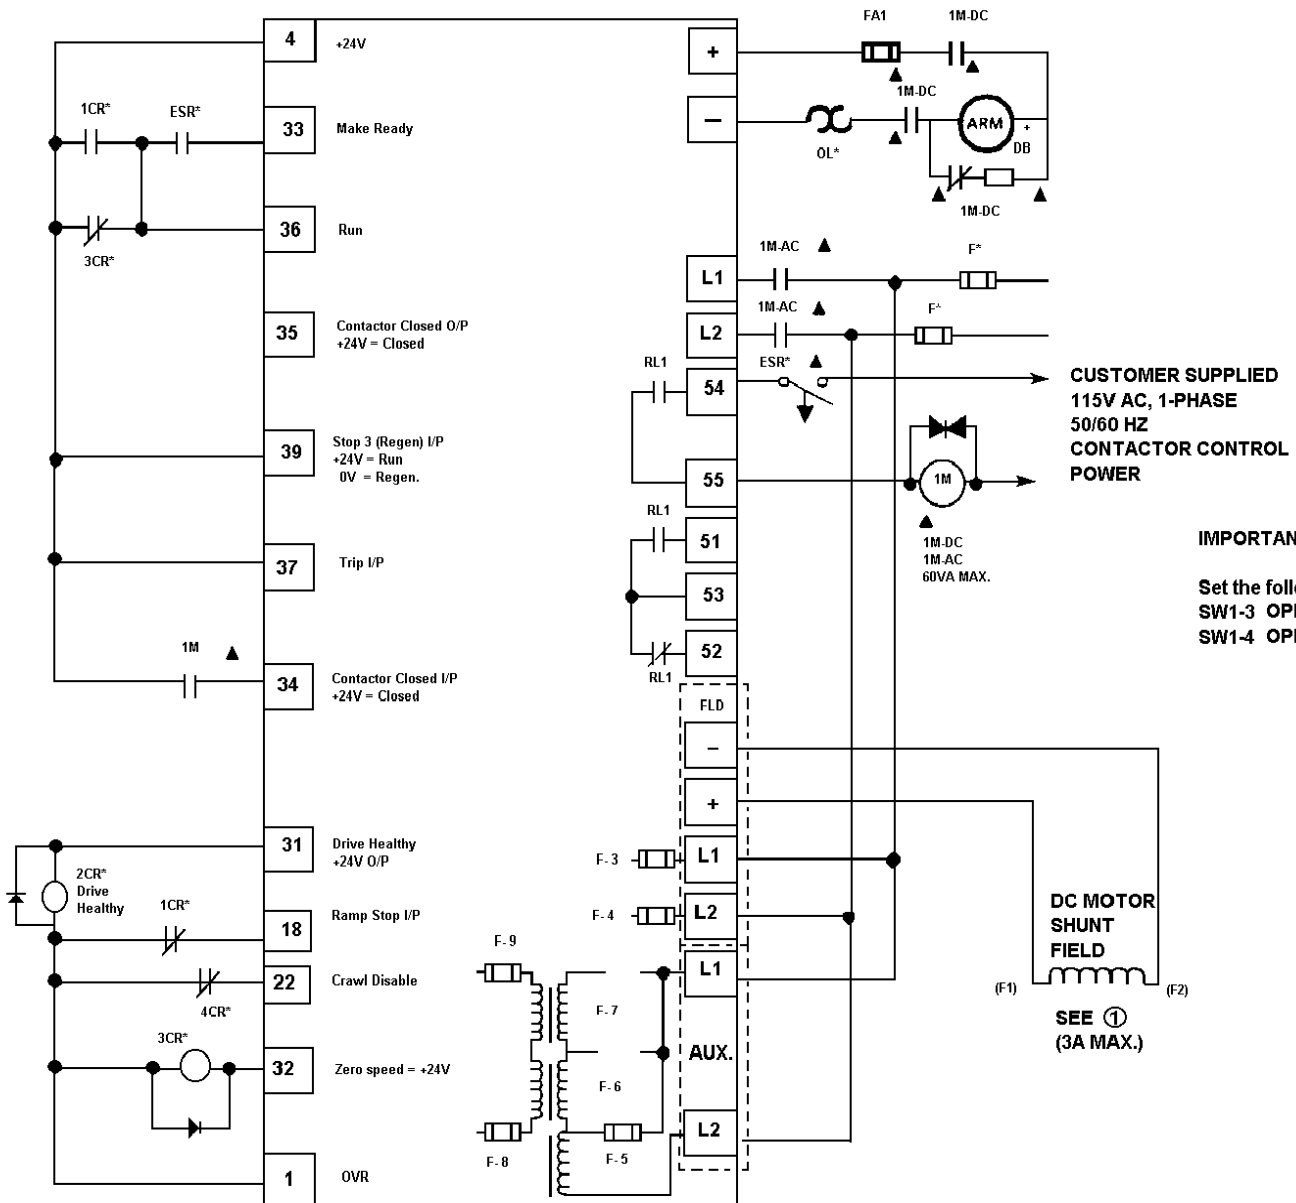 4
+24V
1CR*
ESR*
33
Make Ready
36
Run
3CR*
35
Contactor Closed O/P
+24V = Closed
39
Stop 3 (Regen) I/P
+24V = Run
0V = Regen.
37
Trip I/P
1M
34
Contactor Closed I/P
+24V = Closed
31
Drive Healthy
+24V O/P
2CR*
Drive
Healthy
1CR*
18
Ramp Stop I/P
22
Crawl Disable
4CR*
3CR*
32
Zero speed = +24V
1
OVR
FA1
1M-DC
+
1M-DC
−
OL*
ARM
+
DB
1M-DC
1M-AC
F*
L1
1M-AC
F*
L2
RL1
ESR*
54
CUSTOMER SUPPLIED
115V AC, 1-PHASE
50/60 HZ
CONTACTOR CONTROL
POWER
55
1M
RL1
51
1M-DC
1M-AC
60VA MAX.
53
52
RL1
IMPORTAN
Set the follo
SW1-3 OP
SW1-4 OP
FLD
−
+
F-3
L1
F-4
L2
F-9
L1
F-7
AUX.
F-6
F-8
F-5
L2
DC MOTOR
SHUNT
FIELD
(F1)
(F2)
SEE ①
(3A MAX.)